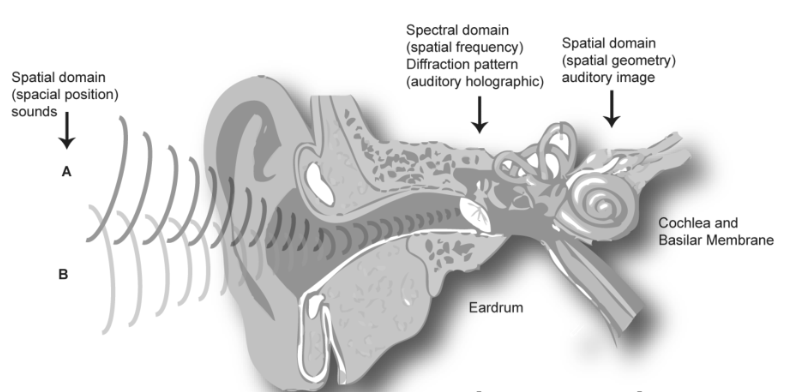 Spectral domain
(spatial frequency)
Diffraction pattern
(auditory holographic)
Spatial domain
(spatial geometry)
auditory image
Spatial domain
(spacial position)
sounds
A
B
Cochlea and
Basilar Membrane
Eardrum